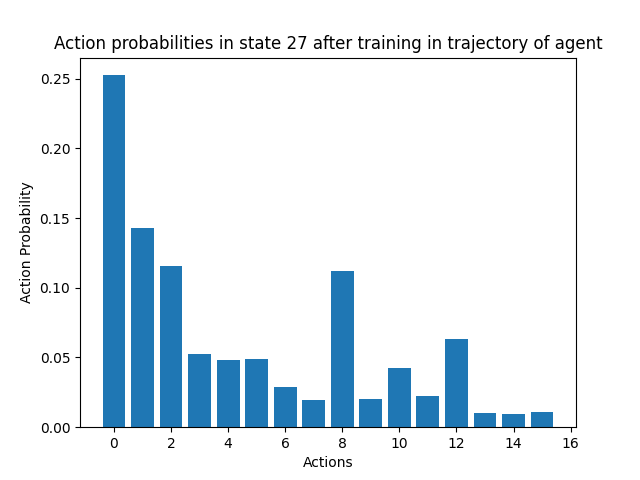 Action probabilities in state 27 after training in trajectory of agent
0.25
0.20
0.15
0.10
0.05
0.00
Action Probability
0 2 4 6 8 10 12 14 16
Actions